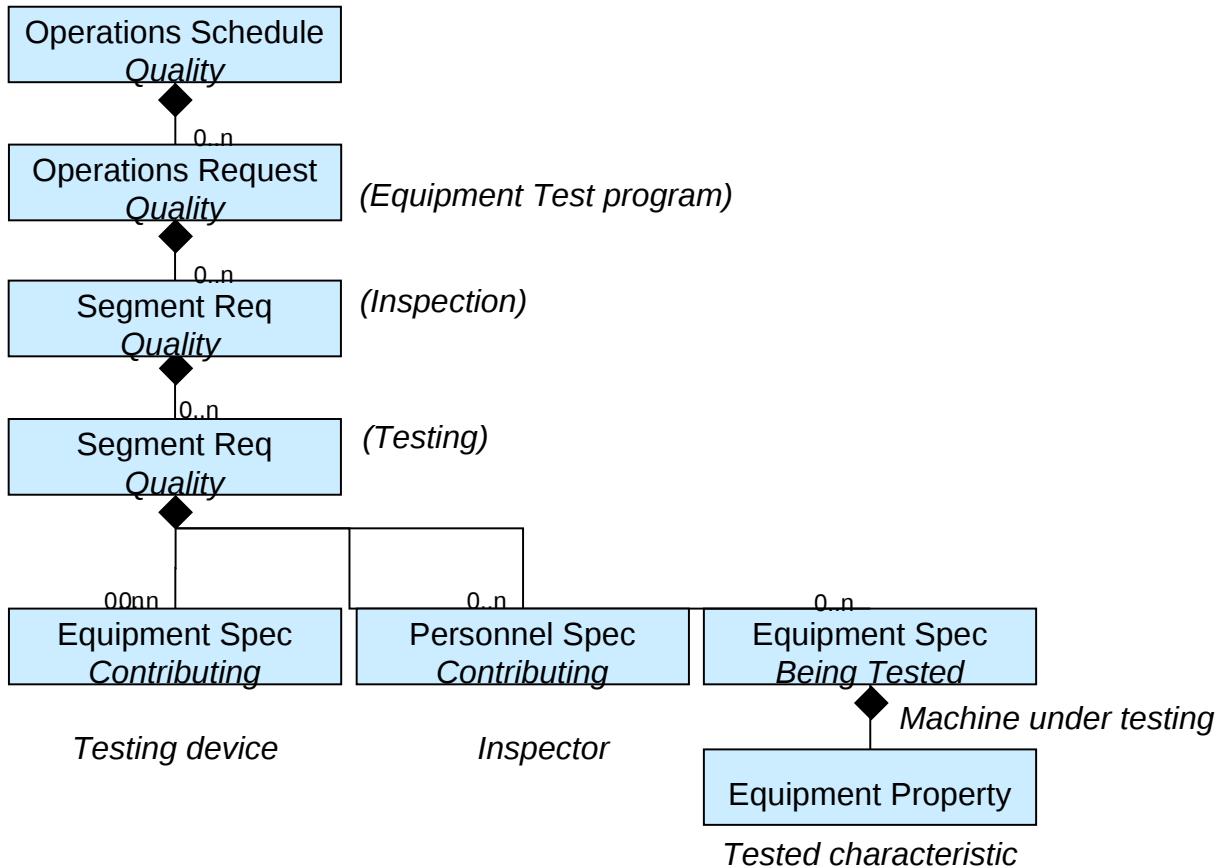 Operations Schedule
Quality
0..n
Operations Request
Quality
(Equipment Test program)
0..n
Segment Req
Quality
(Inspection)
0..n
Segment Req
Quality
(Testing)
0..n
0..n
0..n
Equipment Spec
Contributing
Personnel Spec
Contributing
Equipment Spec
Being Tested
Machine under testing
Testing device
Inspector
Equipment Property
Tested characteristic